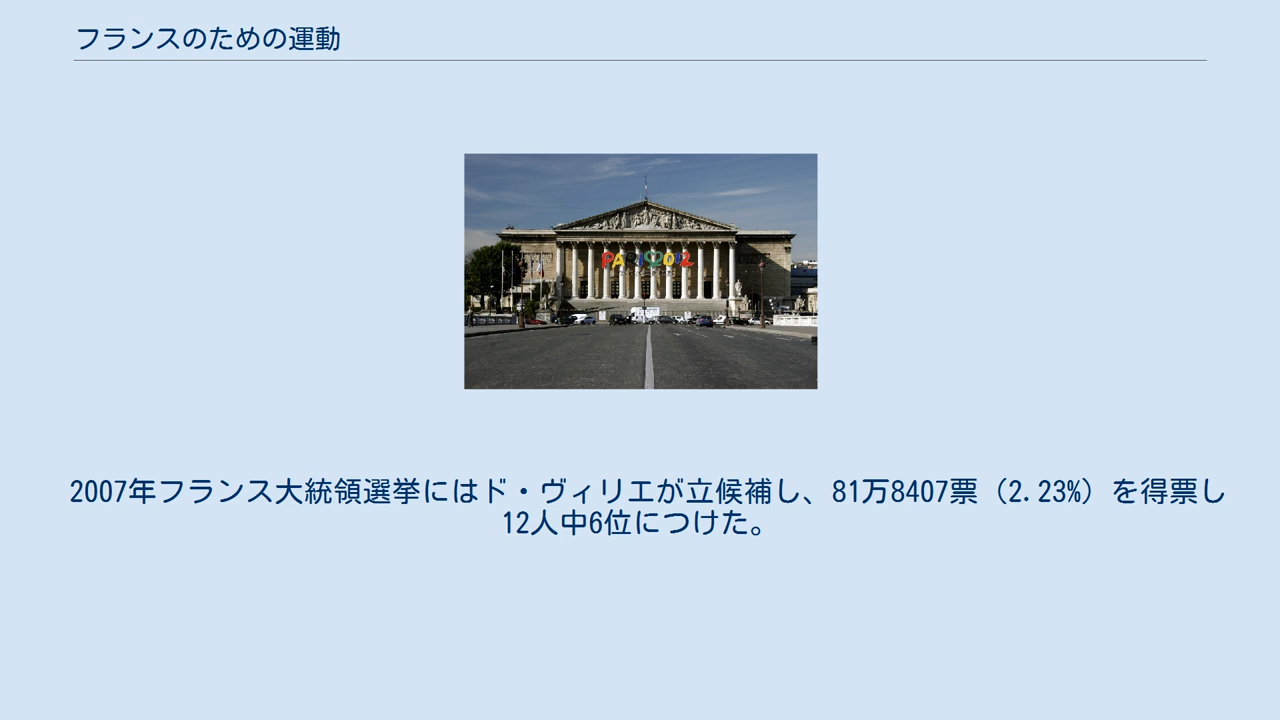 フランスのための運動
PARIS2012
2007年フランス大統領選挙にはド・ヴィリエが立候補し、81万8407票（2.23%）を得票し
12人中6位につけた。